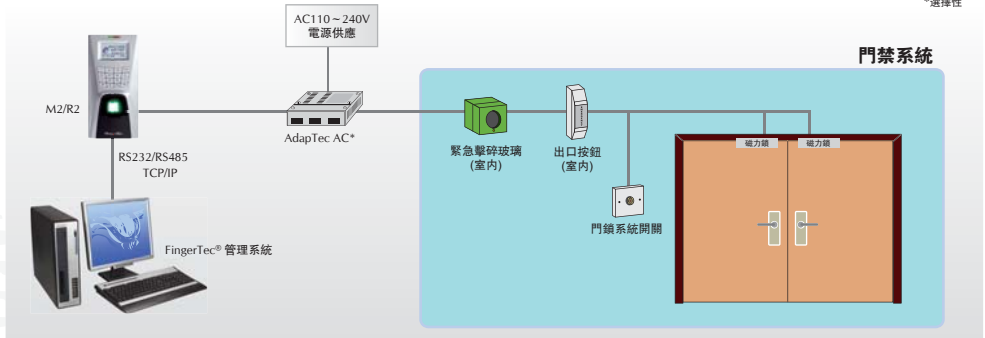 *選擇性
AC110~240V
電源供應
門禁系統
M2/R2
AdapTec AC*
RS232/RS485
TCP/IP
緊急擊碎玻璃
(室內)
出口按鈕
(室內)
磁力鎖
磁力鎖
門鎖系統開關
FingerTec® 管理系統